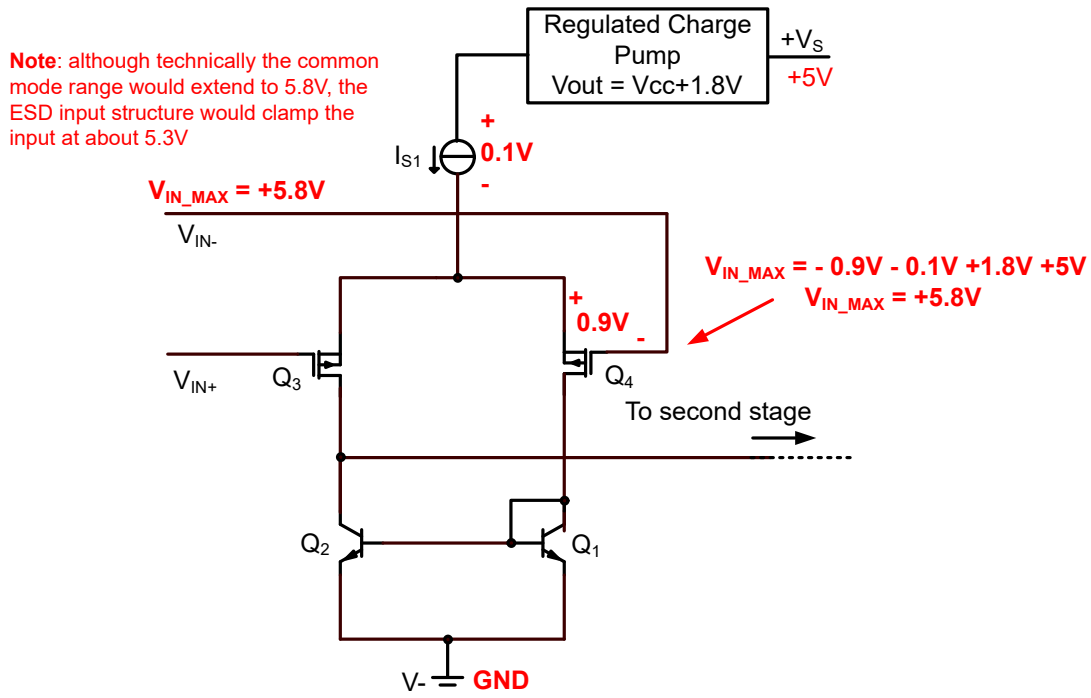 Regulated Charge
Pump
Vout = Vcc+1.8V
+VS
+5V
Note: although technically the common
mode range would extend to 5.8V, the
ESD input structure would clamp the
input at about 5.3V
IS1
+
0.1V
-
VIN_MAX = +5.8V
VIN-
VIN_MAX = - 0.9V - 0.1V +1.8V +5V
VIN_MAX = +5.8V
+
0.9V
-
VIN+
Q3
Q4
To second stage
Q2
Q1
V-
GND